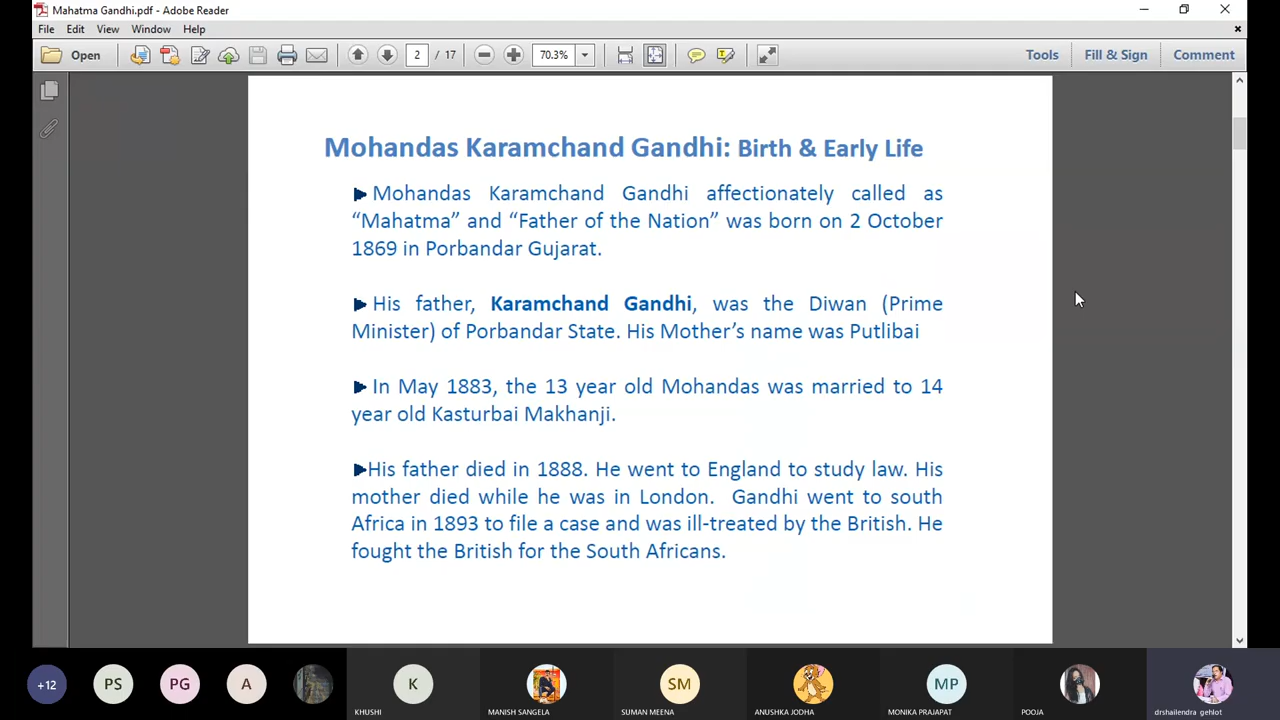 Mahatma Gandhi.pdf - Adobe Reader
File Edit View Window Help
Open 2 / 17 70.3% Tools Fill & Sign Comment
Mohandas Karamchand Gandhi: Birth & Early Life
Mohandas Karamchand Gandhi affectionately called as
“Mahatma” and “Father of the Nation” was born on 2 October
1869 in Porbandar Gujarat.
His father, Karamchand Gandhi, was the Diwan (Prime
Minister) of Porbandar State. His Mother’s name was Putlibai
In May 1883, the 13 year old Mohandas was married to 14
year old Kasturbai Makhanji.
His father died in 1888. He went to England to study law. His
mother died while he was in London. Gandhi went to south
Africa in 1893 to file a case and was ill-treated by the British. He
fought the British for the South Africans.
+12 PS PG A K SM MP
KHUSHI MANISH SANGELA SUMAN MEENA ANUSHKA JODHA MONIKA PRAJAPAT POOJA drshailendra gehlot